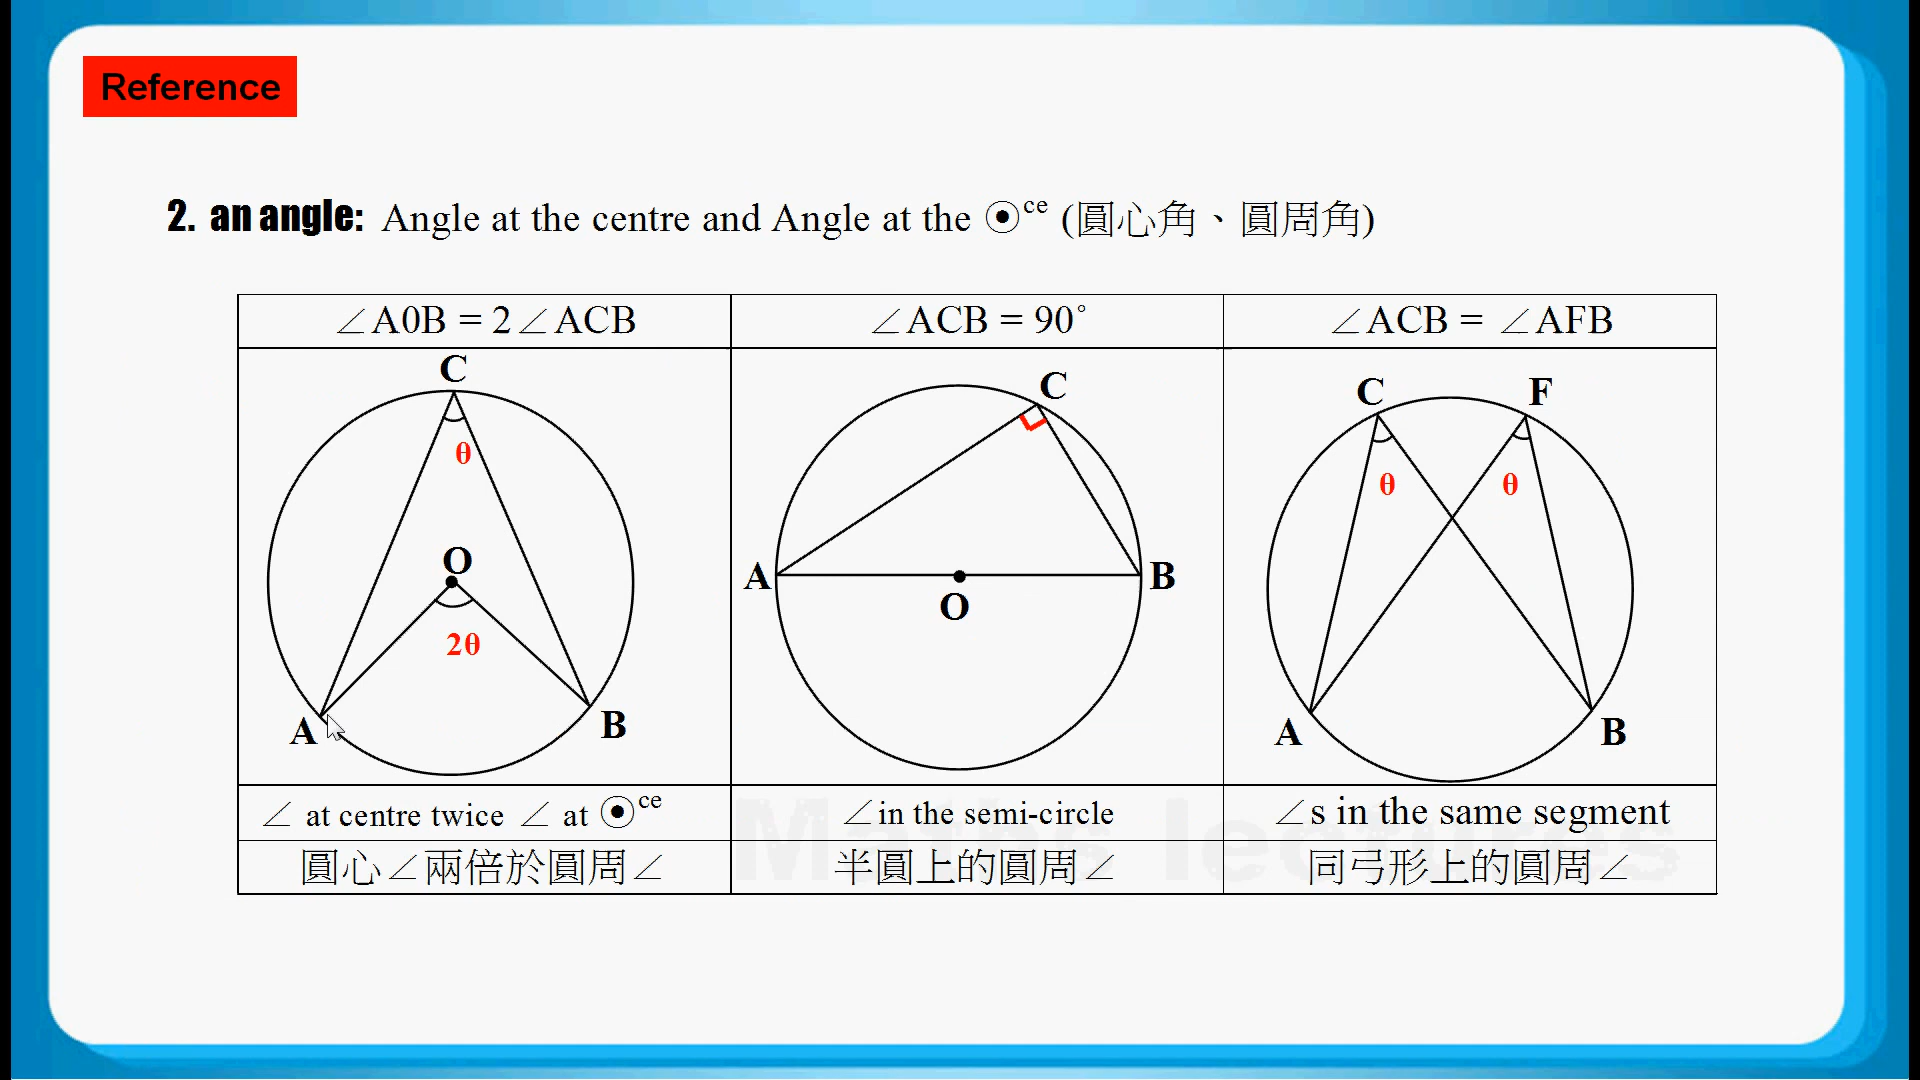 Reference
2. an angle: Angle at the centre and Angle at the ⊙ce (圓心角、圓周角)
∠A0B = 2∠ACB
∠ACB = 90°
∠ACB = ∠AFB
C
θ
O
2θ
A
B
C
A
B
O
C
F
θ
θ
A
B
∠ at centre twice ∠ at ⊙ce
∠in the semi-circle
∠s in the same segment
圓心∠兩倍於圓周∠
半圓上的圓周∠
同弓形上的圓周∠
Maths lectures